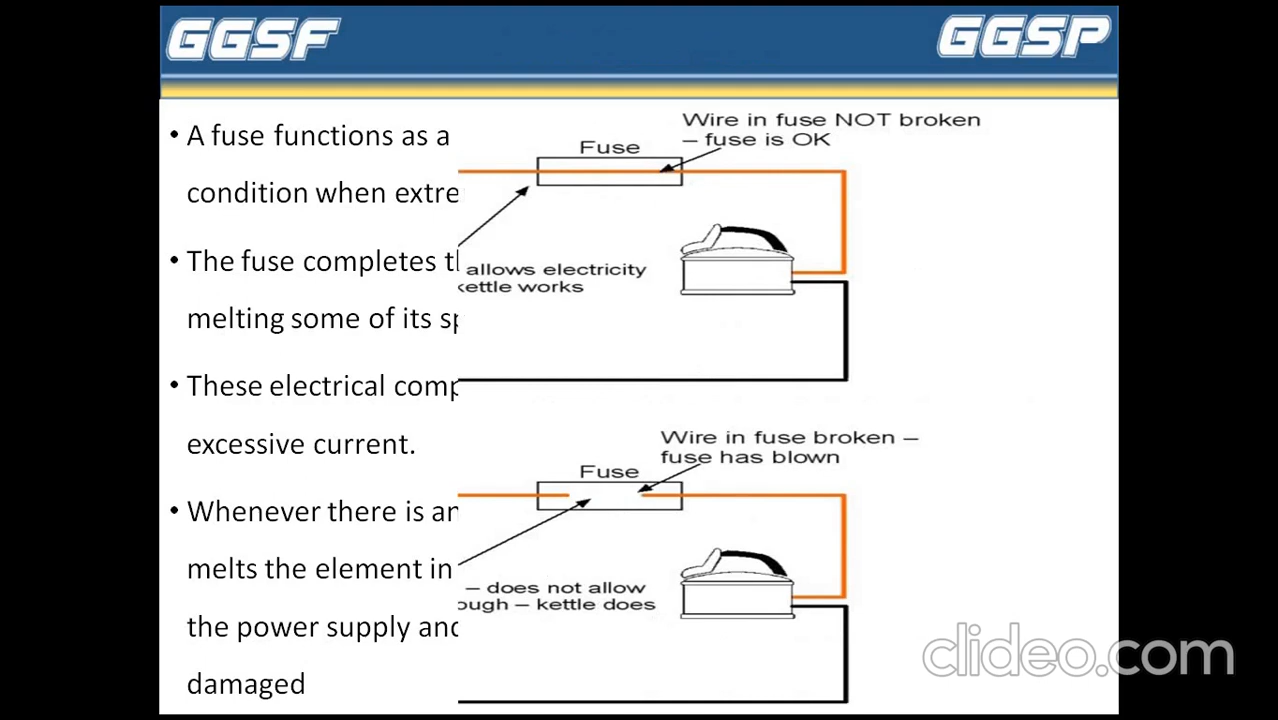 GGSF GGSP
• A fuse functions as a
condition when extre
• The fuse completes t
melting some of its sp
• These electrical comp
excessive current.
• Whenever there is an
melts the element in
the power supply and
damaged
Wire in fuse NOT broken
– fuse is OK
Fuse
allows electricity
kettle works
Wire in fuse broken –
fuse has blown
Fuse
– does not allow
ough – kettle does
clideo.com